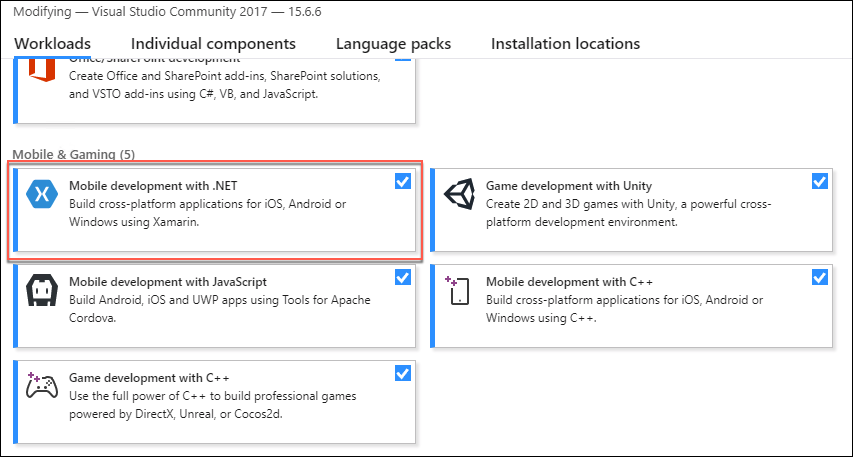 Modifying — Visual Studio Community 2017 — 15.6.6
Workloads Individual components Language packs Installation locations
Office/SharePoint development
Create Office and SharePoint add-ins, SharePoint solutions,
and VSTO add-ins using C#, VB, and JavaScript.
Mobile & Gaming (5)
Mobile development with .NET
Build cross-platform applications for iOS, Android or
Windows using Xamarin.
Game development with Unity
Create 2D and 3D games with Unity, a powerful cross-
platform development environment.
Mobile development with JavaScript
Build Android, iOS and UWP apps using Tools for Apache
Cordova.
Mobile development with C++
Build cross-platform applications for iOS, Android or
Windows using C++.
Game development with C++
Use the full power of C++ to build professional games
powered by DirectX, Unreal, or Cocos2d.